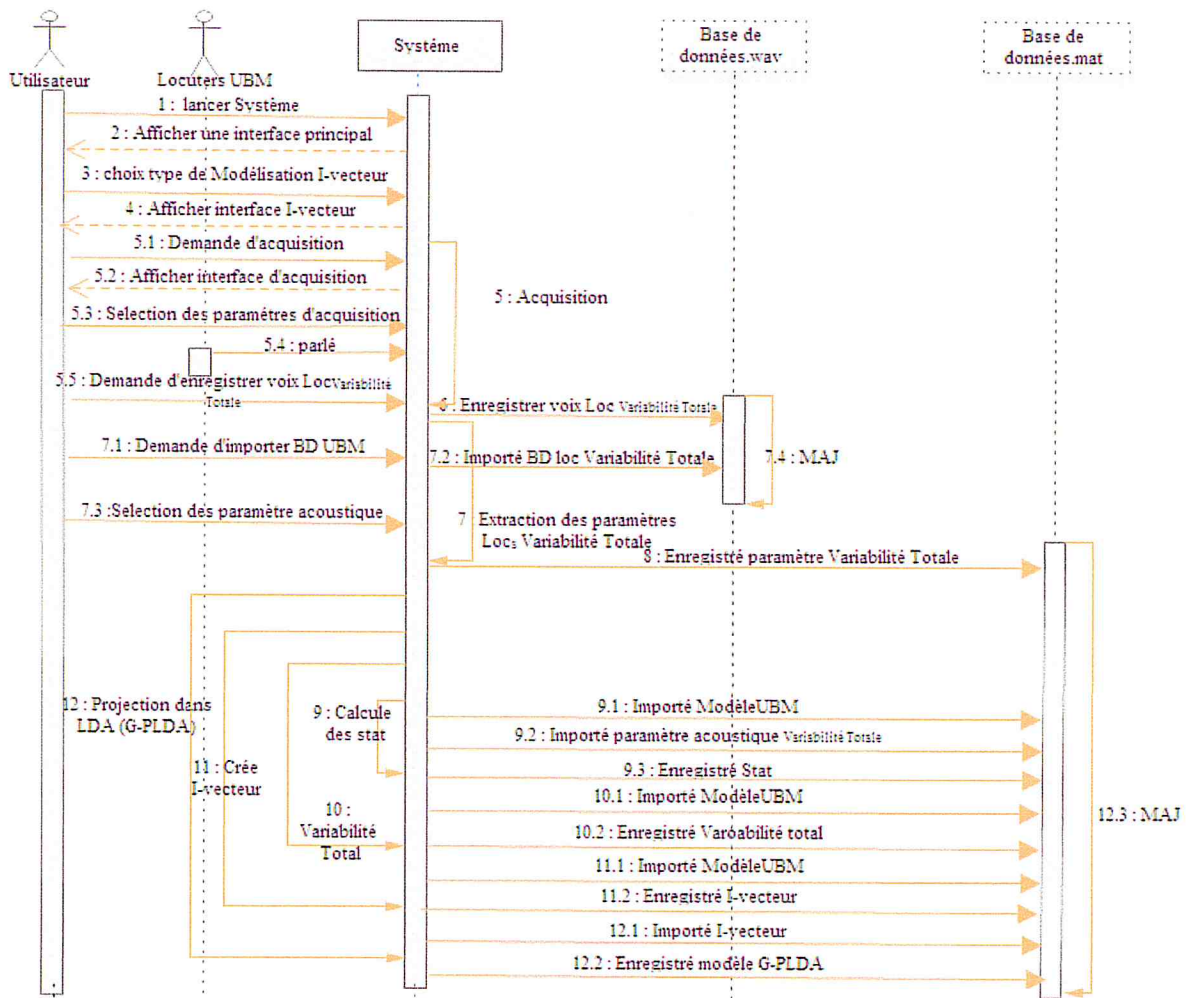 Utilisateur
Locuters UBM
Systéme
Base de
données.wav
Base de
données.mat
1 : lancer Système
2 : Afficher une interface principal
3 : choix type de Modélisation I-vecteur
4 : Afficher interface I-vecteur
5.1 : Demande d'acquisition
5.2 : Afficher interface d'acquisition
5 : Acquisition
5.3 : Selection des paramétres d'acquisition
5.4 : parlé
5.5 : Demande d'enregistrer voix LocVariabilité
Totale
6 : Enregistrer voix Loc Variabilité Totale
7.1 : Demande d'importer BD UBM
7.2 : Importé BD loc Variabilité Totale
7.4 : MAJ
7.3 :Selection des paramètre acoustique
7 : Extraction des paramètres
Locs Variabilité Totale
8 : Enregistré paramètre Variabilité Totale
12 : Projection dans
LDA (G-PLDA)
9 : Calcule
des stat
9.1 : Importé ModèleUBM
9.2 : Importé paramètre acoustique Variabilité Totale
11 : Crée
I-vecteur
9.3 : Enregistré Stat
10 :
Variabilité
Total
10.1 : Importé ModèleUBM
12.3 : MAJ
10.2 : Enregistré Varoabilité total
11.1 : Importé ModèleUBM
11.2 : Enregistré I-vecteur
12.1 : Importé I-vecteur
12.2 : Enregistré modèle G-PLDA